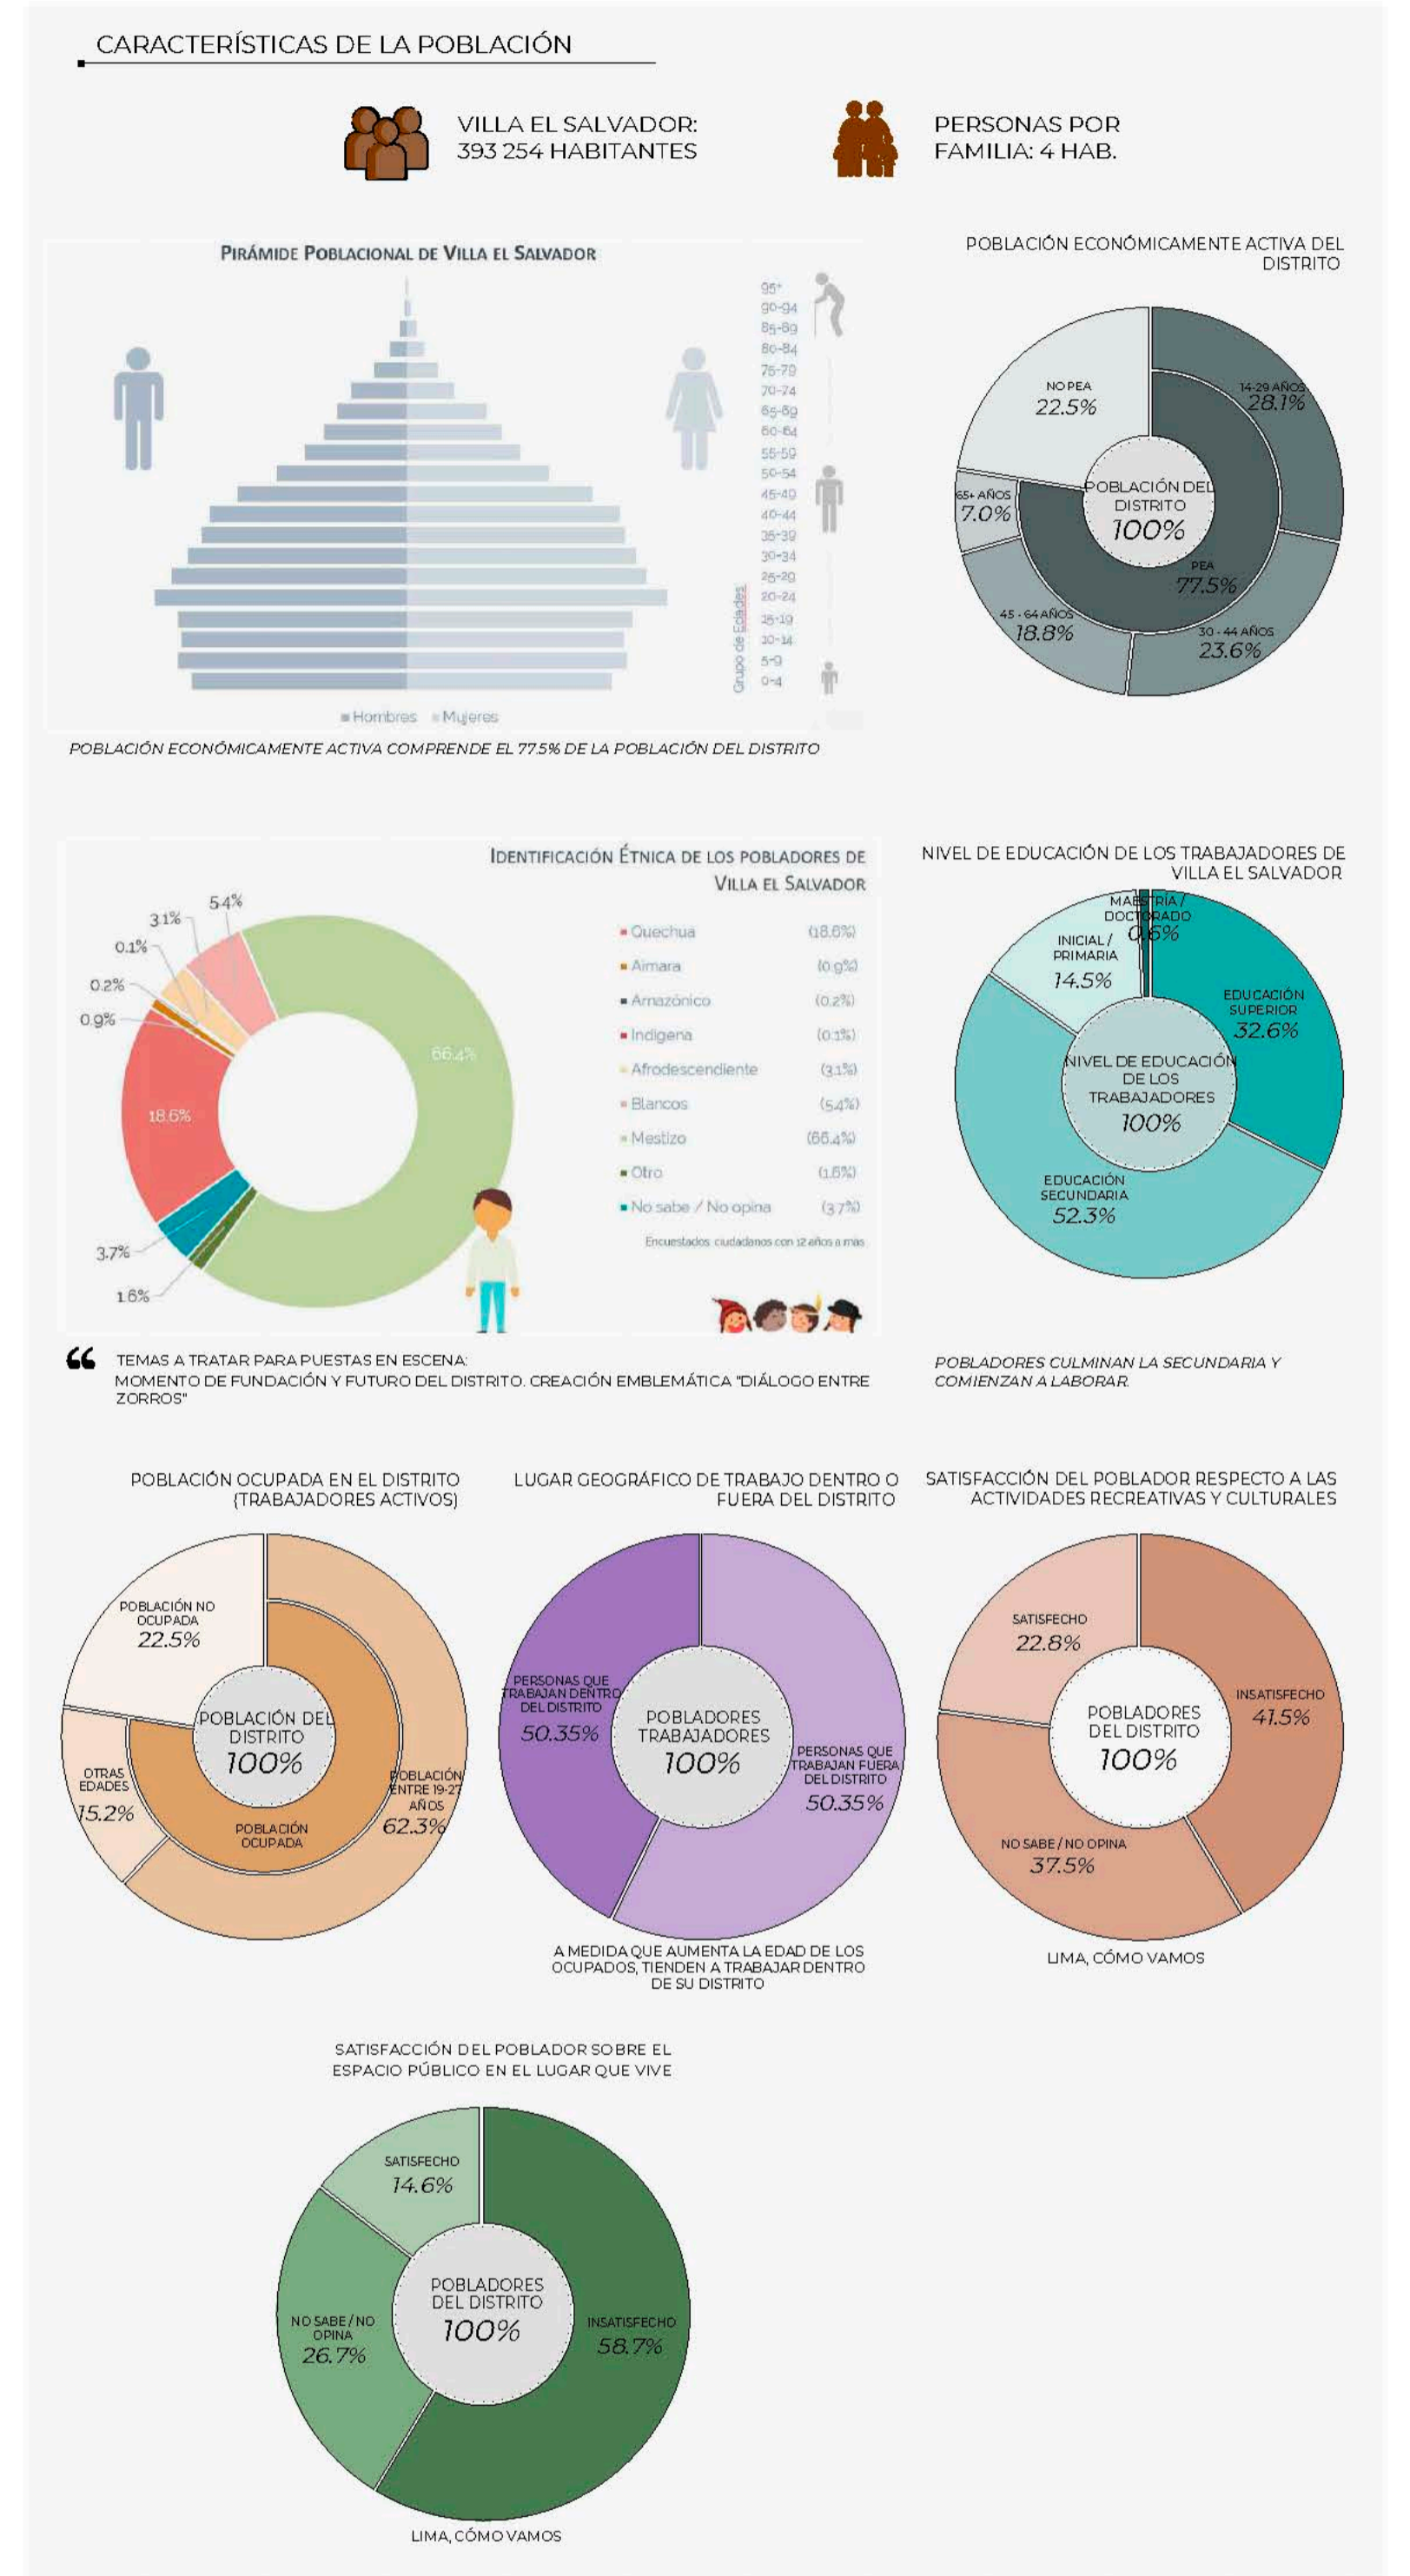 CARACTERÍSTICAS DE LA POBLACIÓN
VILLA EL SALVADOR:
393 254 HABITANTES
PERSONAS POR
FAMILIA: 4 HAB.
PIRÁMIDE POBLACIONAL DE VILLA EL SALVADOR
95+
90-94
85-89
80-84
75-79
70-74
65-69
60-64
55-59
50-54
45-49
40-44
35-39
30-34
25-29
20-24
15-19
10-14
5-9
0-4
Grupo de Edades
Hombres
Mujeres
POBLACIÓN ECONÓMICAMENTE ACTIVA COMPRENDE EL 77.5% DE LA POBLACIÓN DEL DISTRITO
POBLACIÓN ECONÓMICAMENTE ACTIVA DEL
DISTRITO
NO PEA
22.5%
14-29 AÑOS
28.1%
65+ AÑOS
7.0%
POBLACIÓN DEL
DISTRITO
100%
PEA
77.5%
45 - 64 AÑOS
18.8%
30 - 44 AÑOS
23.6%
IDENTIFICACIÓN ÉTNICA DE LOS POBLADORES DE
VILLA EL SALVADOR
5.4%
3.1%
0.1%
0.2%
0.9%
66.4%
18.6%
3.7%
1.6%
Quechua (18.6%)
Aimara (0.9%)
Amazónico (0.2%)
Indigena (0.1%)
Afrodescendiente (3.1%)
Blancos (5.4%)
Mestizo (66.4%)
Otro (1.6%)
No sabe / No opina (3.7%)
Encuestados: ciudadanos con 12 años a mas
NIVEL DE EDUCACIÓN DE LOS TRABAJADORES DE
VILLA EL SALVADOR
MAESTRÍA /
DOCTORADO
0.6%
INICIAL /
PRIMARIA
14.5%
EDUCACIÓN
SUPERIOR
32.6%
NIVEL DE EDUCACIÓN
DE LOS
TRABAJADORES
100%
EDUCACIÓN
SECUNDARIA
52.3%
“ TEMAS A TRATAR PARA PUESTAS EN ESCENA:
MOMENTO DE FUNDACIÓN Y FUTURO DEL DISTRITO. CREACIÓN EMBLEMÁTICA "DIÁLOGO ENTRE
ZORROS"
POBLADORES CULMINAN LA SECUNDARIA Y
COMIENZAN A LABORAR.
POBLACIÓN OCUPADA EN EL DISTRITO
(TRABAJADORES ACTIVOS)
POBLACIÓN NO
OCUPADA
22.5%
POBLACIÓN DEL
DISTRITO
100%
OTRAS
EDADES
15.2%
POBLACIÓN
ENTRE 19-27
AÑOS
62.3%
POBLACIÓN
OCUPADA
LUGAR GEOGRÁFICO DE TRABAJO DENTRO O
FUERA DEL DISTRITO
PERSONAS QUE
TRABAJAN DENTRO
DEL DISTRITO
50.35%
POBLADORES
TRABAJADORES
100%
PERSONAS QUE
TRABAJAN FUERA
DEL DISTRITO
50.35%
A MEDIDA QUE AUMENTA LA EDAD DE LOS
OCUPADOS, TIENDEN A TRABAJAR DENTRO
DE SU DISTRITO
SATISFACCIÓN DEL POBLADOR RESPECTO A LAS
ACTIVIDADES RECREATIVAS Y CULTURALES
SATISFECHO
22.8%
INSATISFECHO
41.5%
POBLADORES
DEL DISTRITO
100%
NO SABE / NO OPINA
37.5%
LIMA, CÓMO VAMOS
SATISFACCIÓN DEL POBLADOR SOBRE EL
ESPACIO PÚBLICO EN EL LUGAR QUE VIVE
SATISFECHO
14.6%
POBLADORES
DEL DISTRITO
100%
NO SABE / NO
OPINA
26.7%
INSATISFECHO
58.7%
LIMA, CÓMO VAMOS